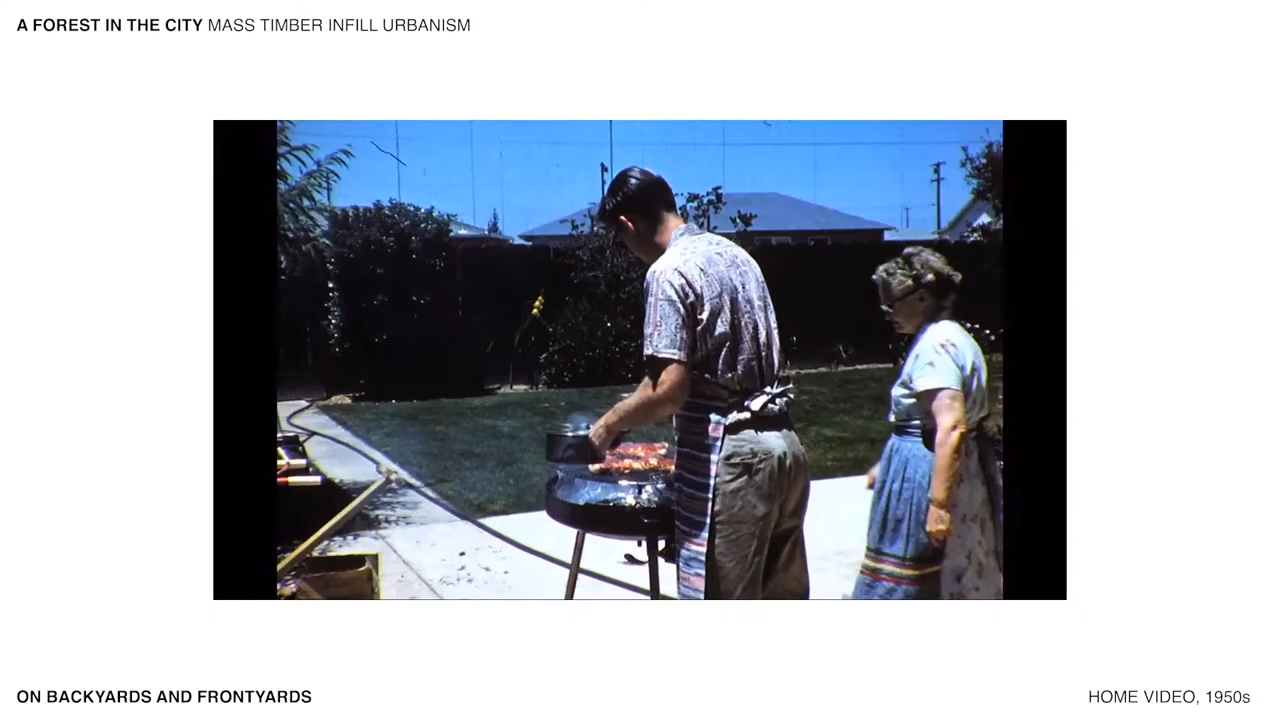 A FOREST IN THE CITY MASS TIMBER INFILL URBANISM
ON BACKYARDS AND FRONTYARDS
HOME VIDEO, 1950s